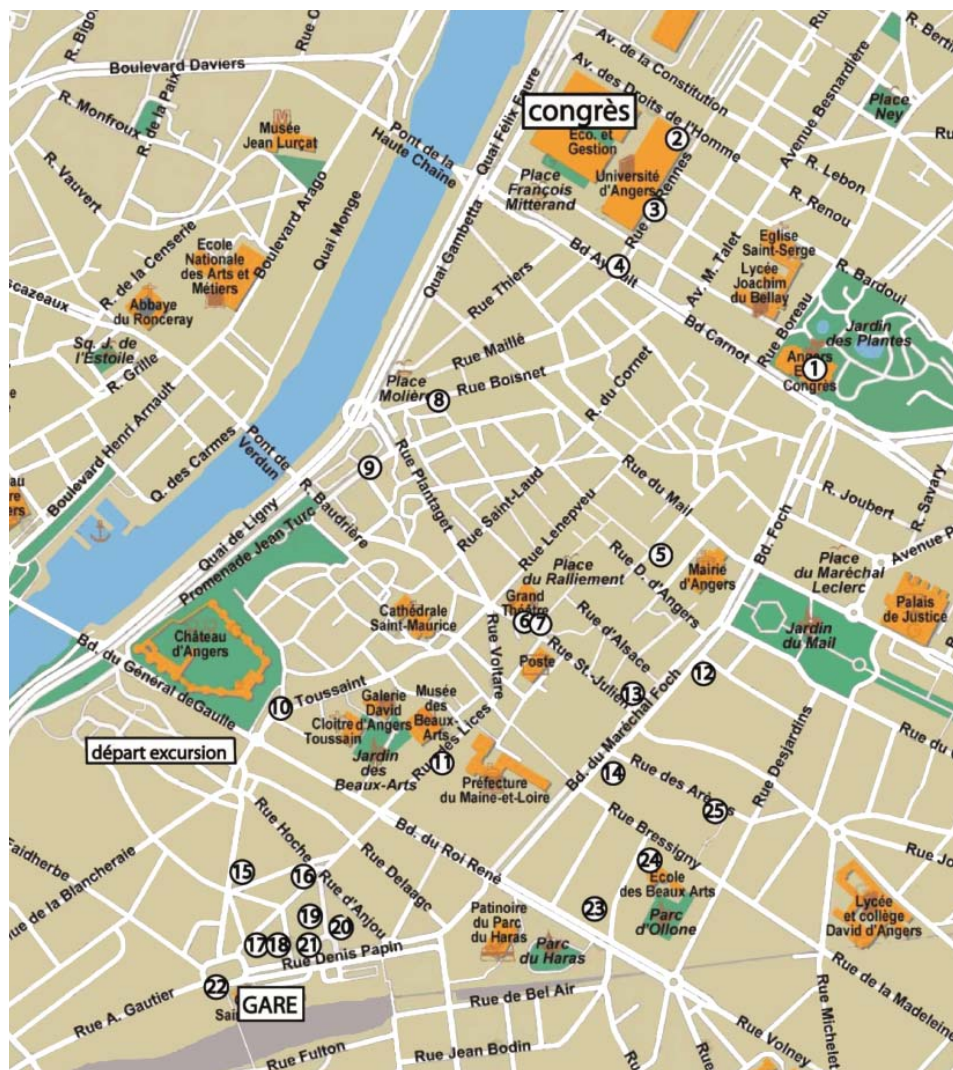 R. Bigo
Boulevard Daviers
R. de la Paix
R. Monfroux
Musée
Jean Lurçat
Pont de la
Haute Chaîne
Quai Félix Faure
Av. de la Constitution
Av. des Droits de l'Homme
Avenue Besnardière
R. Berti
Place
Ney
congrès
Eco. et
Gestion
2
Université
d'Angers
Place
François
Mitterand
Rue Rennes
3
R. Lebon
R. Renou
R. Vauvert
R. de la Censerie
Boulevard Arago
Quai Monge
Quai Gambetta
Ecole
Nationale
des Arts et
Métiers
Abbaye
du Ronceray
4
Av. M. Talet
Eglise
Saint-Serge
Lycée
Joachim
du Bellay
R. Bardoul
Bd Carnot
Rue Boreau
Jardin
des Plantes
Angers
Congrès
1
Sq. J. de
l'Estoile
R. Grille
Rue Thiers
Rue Maillé
Rue Boisnet
Place
Molière
8
R. du Cornet
Boulevard Henri Arnault
Q. des Carmes
Pont de
Verdun
9
R. Baudrière
Rue Plantaget
Rue Saint-Laud
Rue Lenepveu
Rue du Mail
Bd. Foch
R. Joubert
R. Savary
Avenue P
Quai de Ligny
Promenade Jean Turc
Place
du Ralliement
Rue D. d'Angers
5
Mairie
d'Angers
Place
du Maréchal
Leclerc
Palais
de Justice
Jardin
du Mail
Château
d'Angers
Cathédrale
Saint-Maurice
Grand
Théâtre
6
7
Rue d'Alsace
Rue Voltaire
Poste
Rue St.-Julien
13
12
Bd. du Général de Gaulle
Toussaint
10
Galerie
David
d'Angers
Musée
des
Beaux-
Arts
Cloître
Toussain
Jardin
des
Beaux-Arts
11
Préfecture
du Maine-et-Loire
Bd. du Maréchal Foch
14
Rue des Arènes
Rue Desjardins
25
départ excursion
Faidherbe
Rue de la Blancheraie
Rue Hoche
Bd. du Roi René
Rue Delaage
Rue Bressigny
24
Ecole
des Beaux Arts
Parc
d'Ollone
23
15
16
Rue d'Anjou
19
20
17
18
21
Rue Denis Papin
Patinoire
du Parc
du Haras
Parc
du Haras
Lycée
et collège
David d'Angers
22
GARE
Rue A. Gautier
Rue de Bel Air
Rue Fulton
Rue Jean Bodin
Rue Volney
Rue Michelet
Rue de la Madeleine